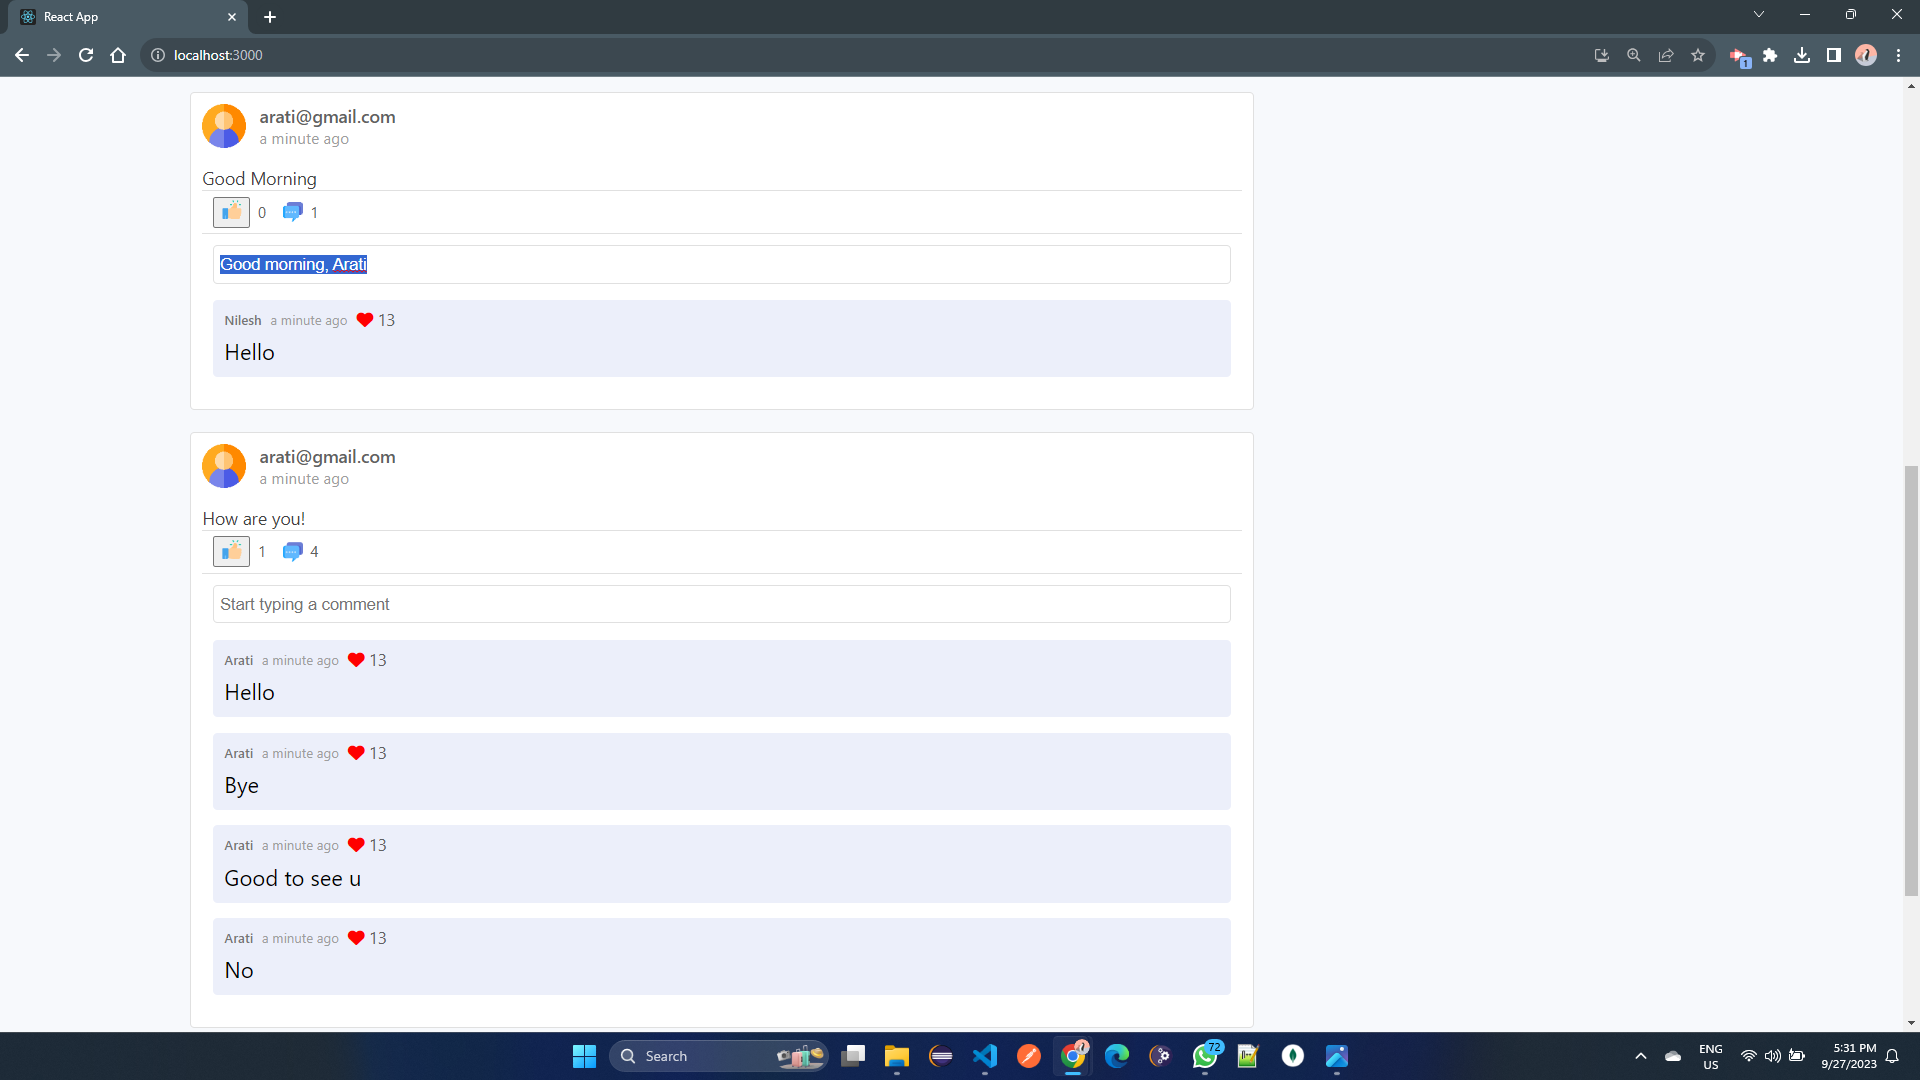 React App
localhost:3000
1
arati@gmail.com
a minute ago
Good Morning
0 1
Good morning, Arati
Nilesh a minute ago 13
Hello
arati@gmail.com
a minute ago
How are you!
1 4
Start typing a comment
Arati a minute ago 13
Hello
Arati a minute ago 13
Bye
Arati a minute ago 13
Good to see u
Arati a minute ago 13
No
Search
72
ENG
US
5:31 PM
9/27/2023